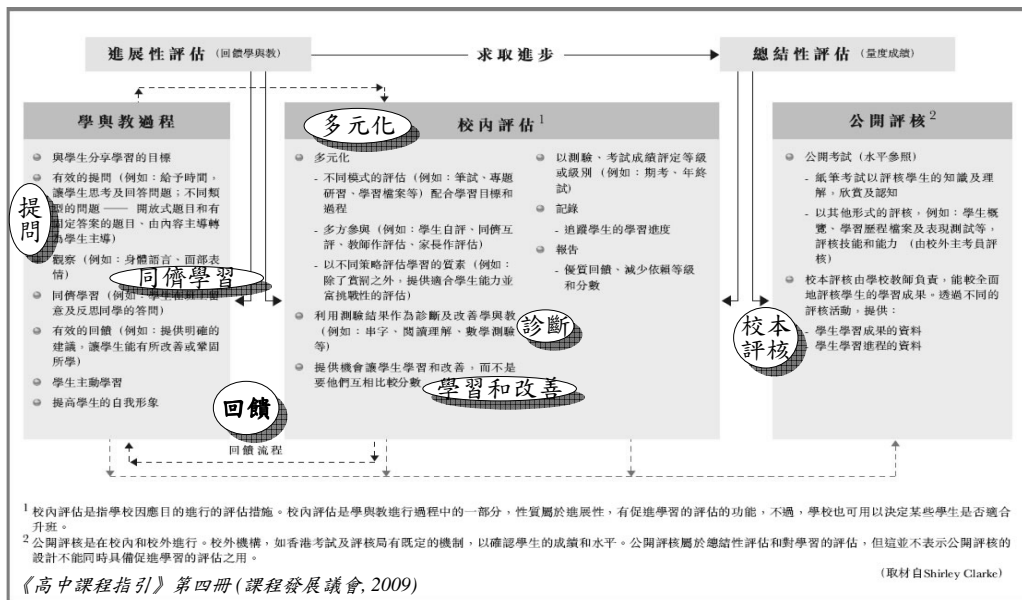 進展性評估 (回饋學與教)
求取進步
總結性評估 (量度成績)
學與教過程
與學生分享學習的目標
有效的提問 (例如:給予時間,
讓學生思考及回答問題;不同類
型的問題 —— 開放式題目和有
固定答案的題目、由內容主導轉
為學生主導)
提問
觀察 (例如:身體語言、面部表
情)
同儕學習
同儕學習 (例如:學生
意及反思同學的答問)
有效的回饋 (例如:提供明確的
建議,讓學生能有所改善或鞏固
所學)
學生主動學習
提高學生的自我形象
回饋
回饋流程
多元化
校內評估1
多元化
- 不同模式的評估 (例如:筆試、專題
研習、學習檔案等) 配合學習目標和
過程
- 多方參與 (例如:學生自評、同儕互
評、教師作評估、家長作評估)
- 以不同策略評估學習的質素 (例如:
除了賞罰之外,提供適合學生能力並
富挑戰性的評估)
利用測驗結果作為診斷及改善學與教
(例如:串字、閱讀理解、數學測驗
等)
診斷
提供機會讓學生學習和改善,而不是
要他們互相比較分數
學習和改善
以測驗、考試成績評定等級
或級別 (例如:期考、年終
試)
記錄
- 追蹤學生的學習進度
報告
- 優質回饋、減少依賴等級
和分數
公開評核2
公開考試 (水平參照)
- 紙筆考試以評核學生的知識及理
解,欣賞及認知
- 以其他形式的評核,例如:學生概
覽、學習歷程檔案及表現測試等,
評核技能和能力 (由校外主考員評
核)
校本評核由學校教師負責,能較全面
地評核學生的學習成果。透過不同的
評核活動,提供:
校本
評核
- 學生學習成果的資料
- 學生學習進程的資料
1 校內評估是指學校因應目的進行的評估措施。校內評估是學與教進行過程中的一部分,性質屬於進展性,有促進學習的評估的功能,不過,學校也可用以決定某些學生是否適合
升班。
2 公開評核是在校內和校外進行。校外機構,如香港考試及評核局有既定的機制,以確認學生的成績和水平。公開評核屬於總結性評估和對學習的評估,但這並不表示公開評核的
設計不能同時具備促進學習的評估之用。
《高中課程指引》第四冊(課程發展議會, 2009)
(取材自Shirley Clarke)